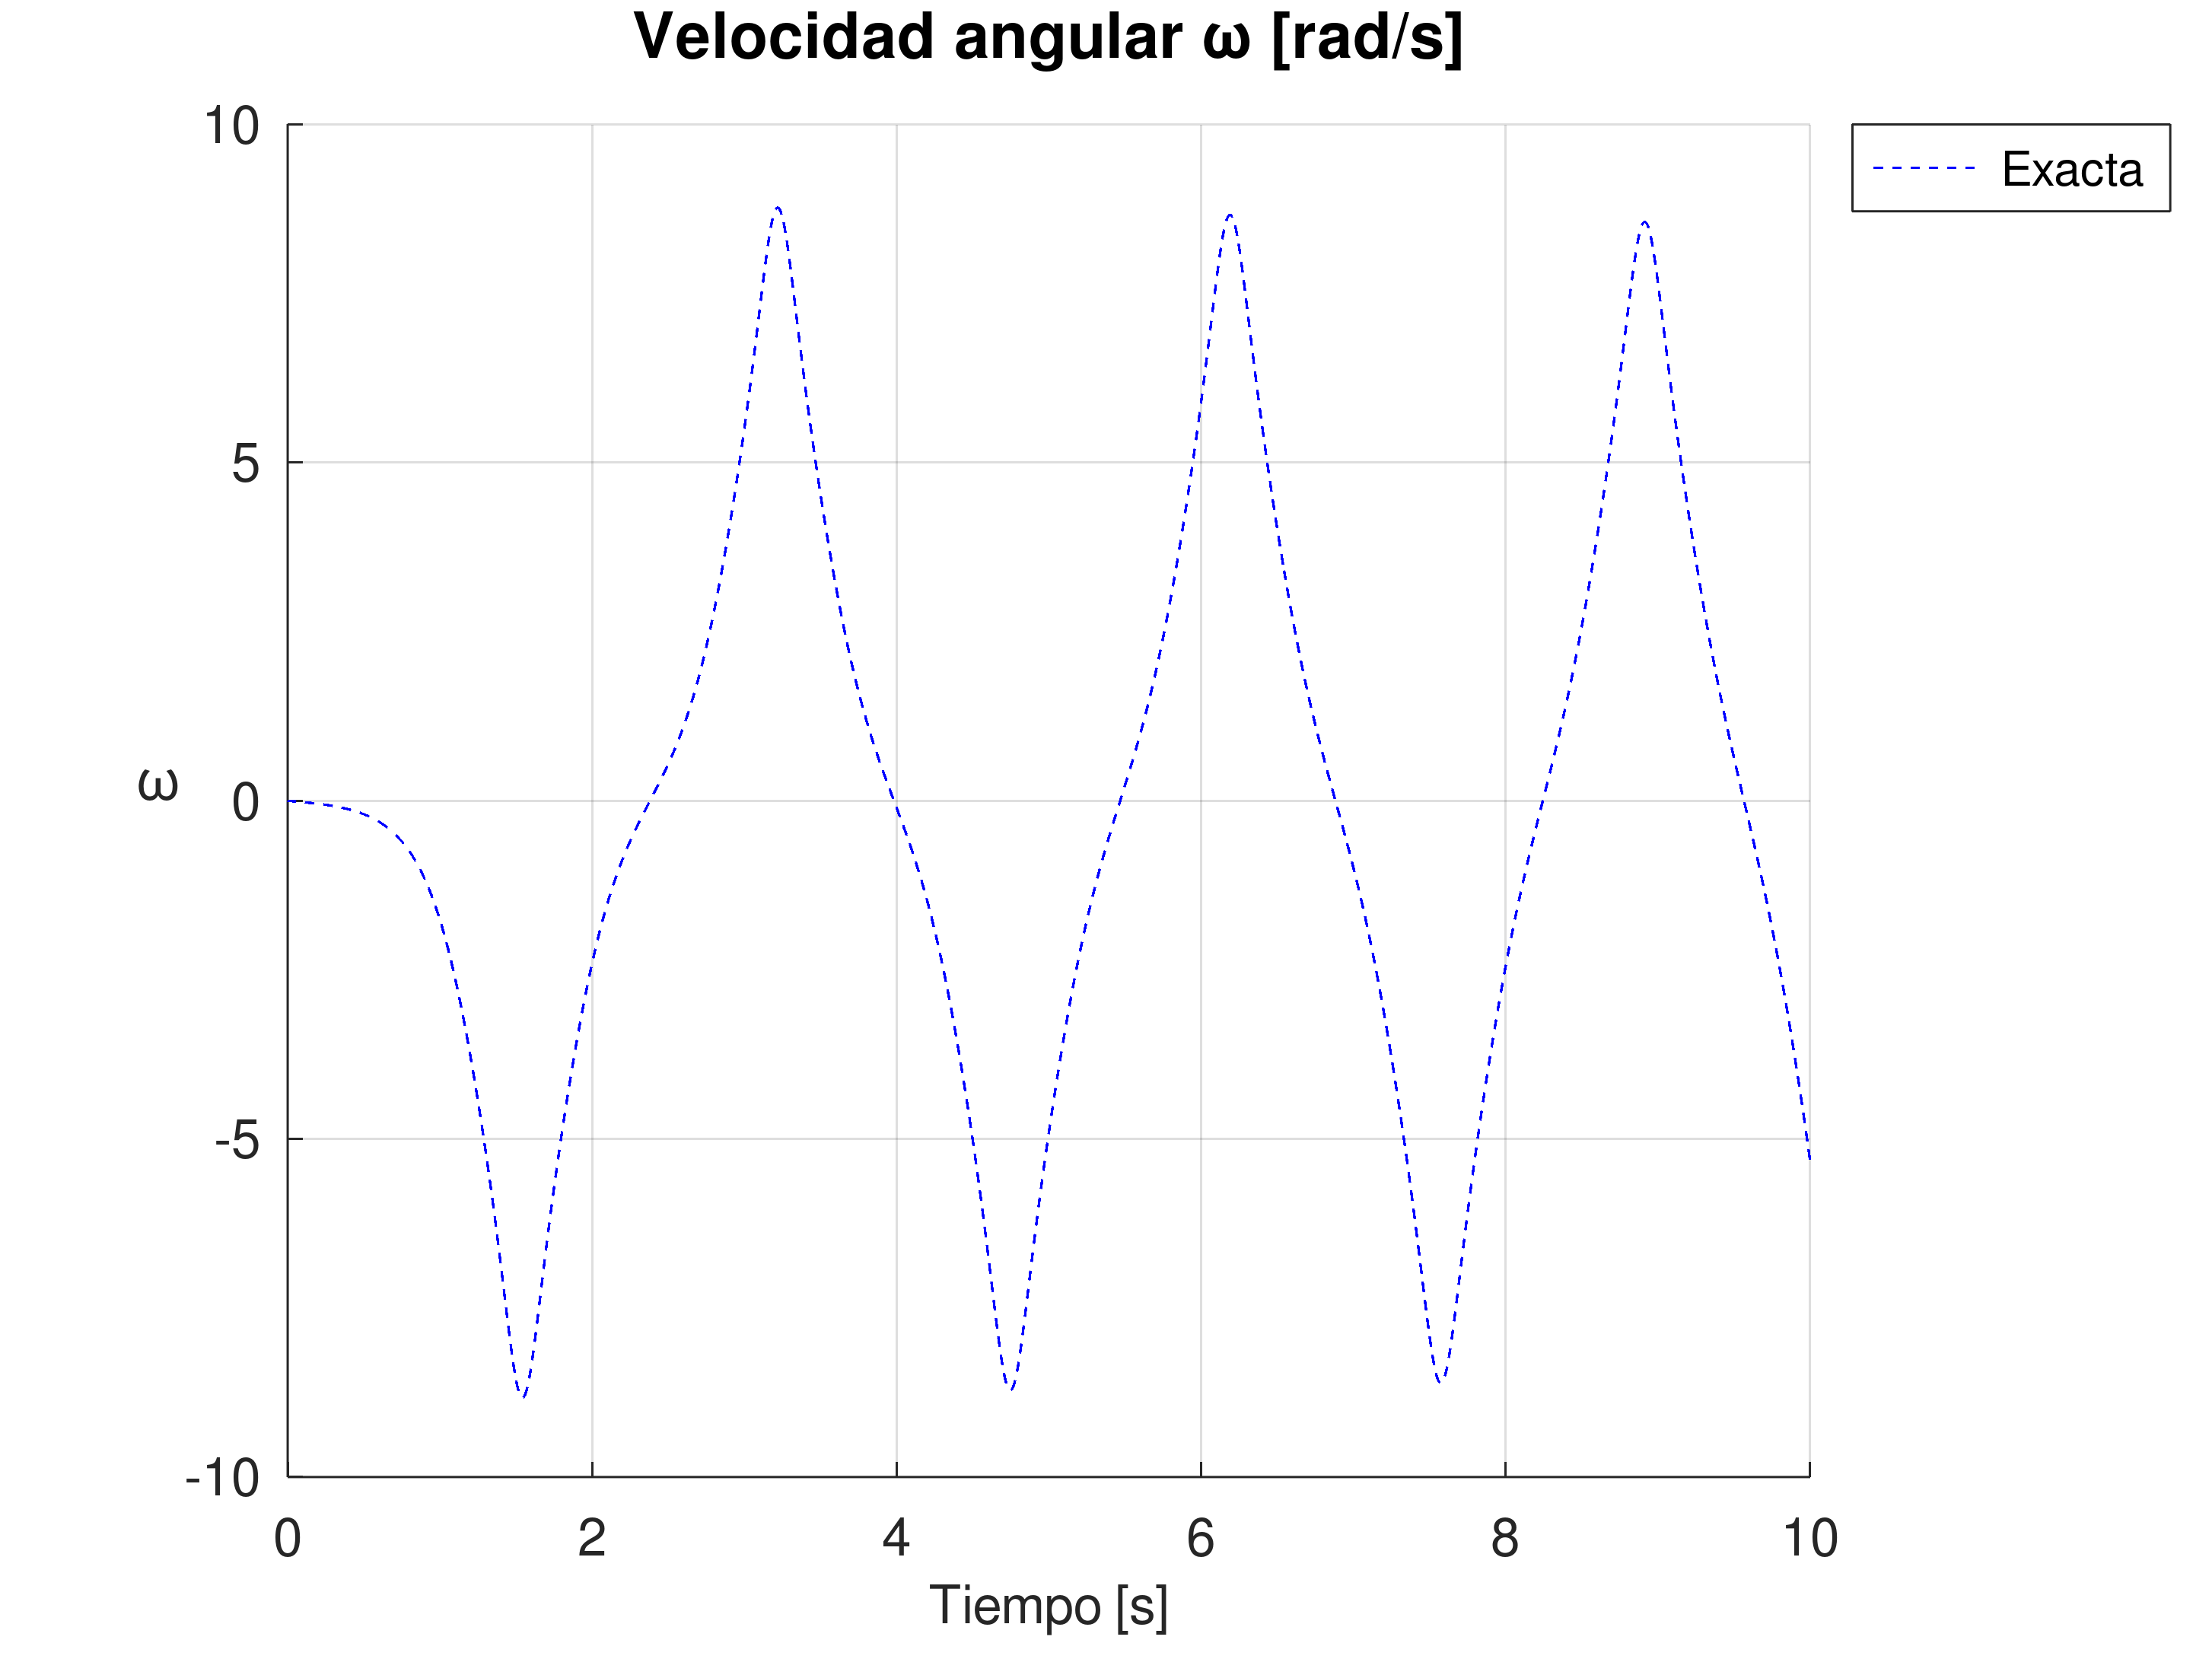 Velocidad angular ω [rad/s]
10
5
0
-5
-10
ω
0 2 4 6 8 10
Tiempo [s]
Exacta